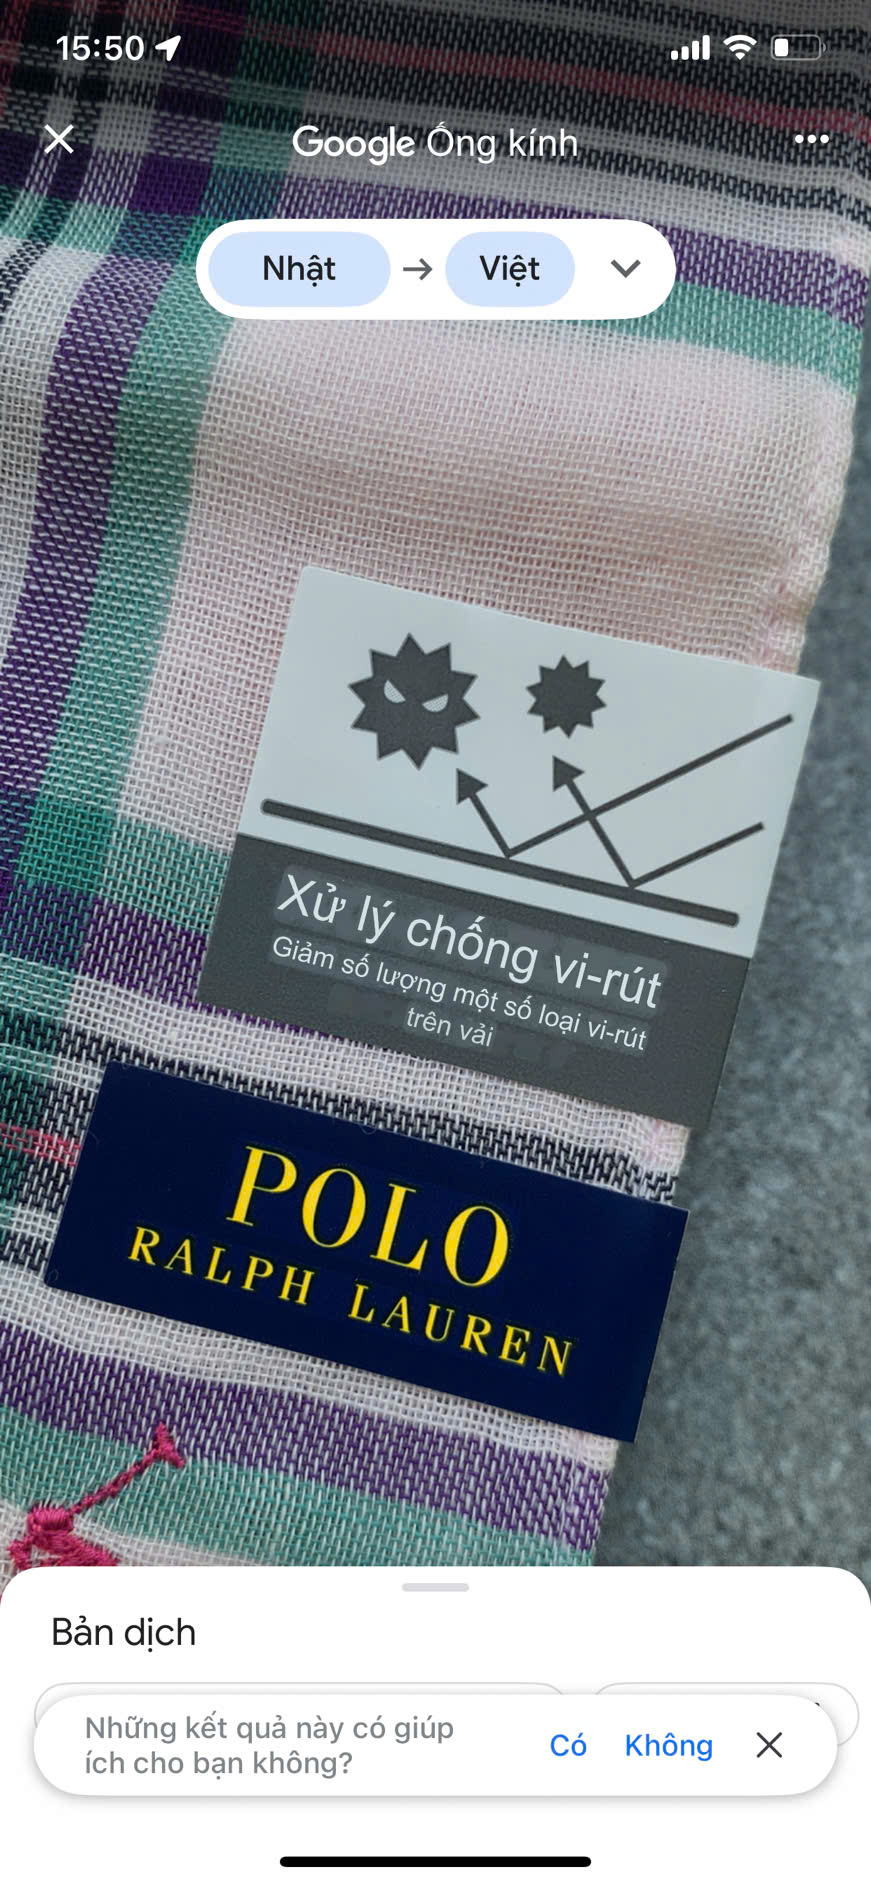 15:50
Google Ống kính
Nhật → Việt
Xử lý chống vi-rút
Giảm số lượng một số loại vi-rút
trên vải
POLO
RALPH LAUREN
Bản dịch
Những kết quả này có giúp
ích cho bạn không?
Có
Không